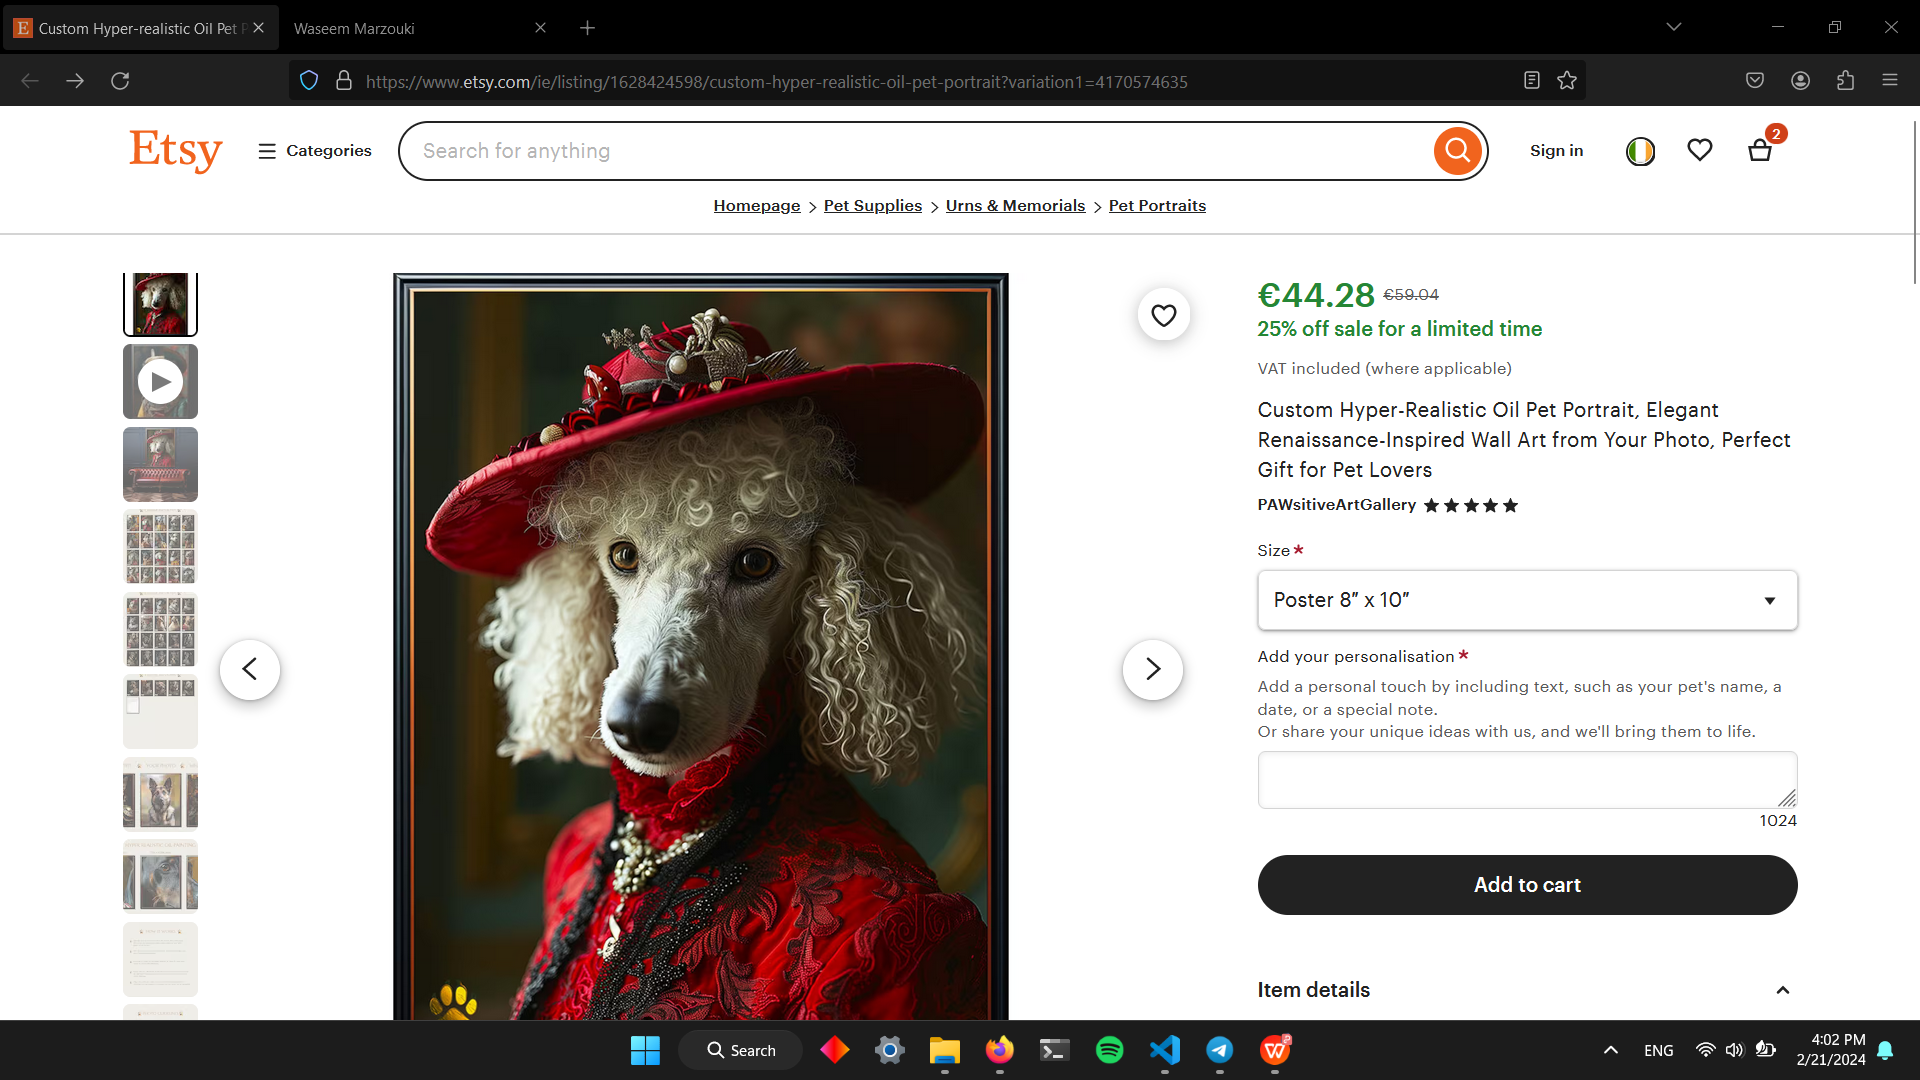 Custom Hyper-realistic Oil Pet P
Waseem Marzouki
https://www.etsy.com/ie/listing/1628424598/custom-hyper-realistic-oil-pet-portrait?variation1=4170574635
Etsy
Categories
Search for anything
Sign in
2
Homepage > Pet Supplies > Urns & Memorials > Pet Portraits
€44.28 €59.04
25% off sale for a limited time
VAT included (where applicable)
Custom Hyper-Realistic Oil Pet Portrait, Elegant
Renaissance-Inspired Wall Art from Your Photo, Perfect
Gift for Pet Lovers
PAWsitiveArtGallery
Size *
Poster 8″ x 10″
Add your personalisation *
Add a personal touch by including text, such as your pet's name, a
date, or a special note.
Or share your unique ideas with us, and we'll bring them to life.
1024
Add to cart
Item details
Search
ENG
4:02 PM
2/21/2024